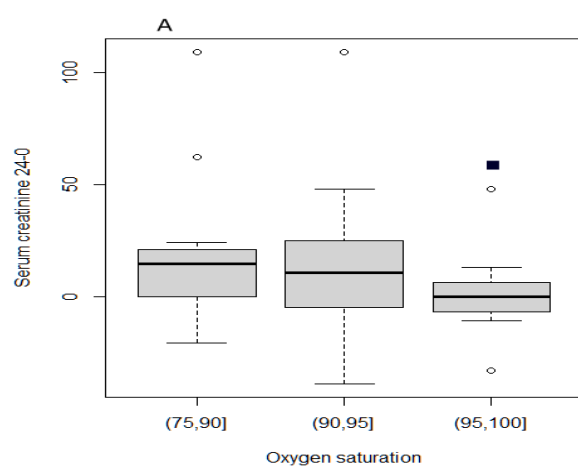 A
Serum creatinine 24-0
100
50
0
(75,90] (90,95] (95,100]
Oxygen saturation